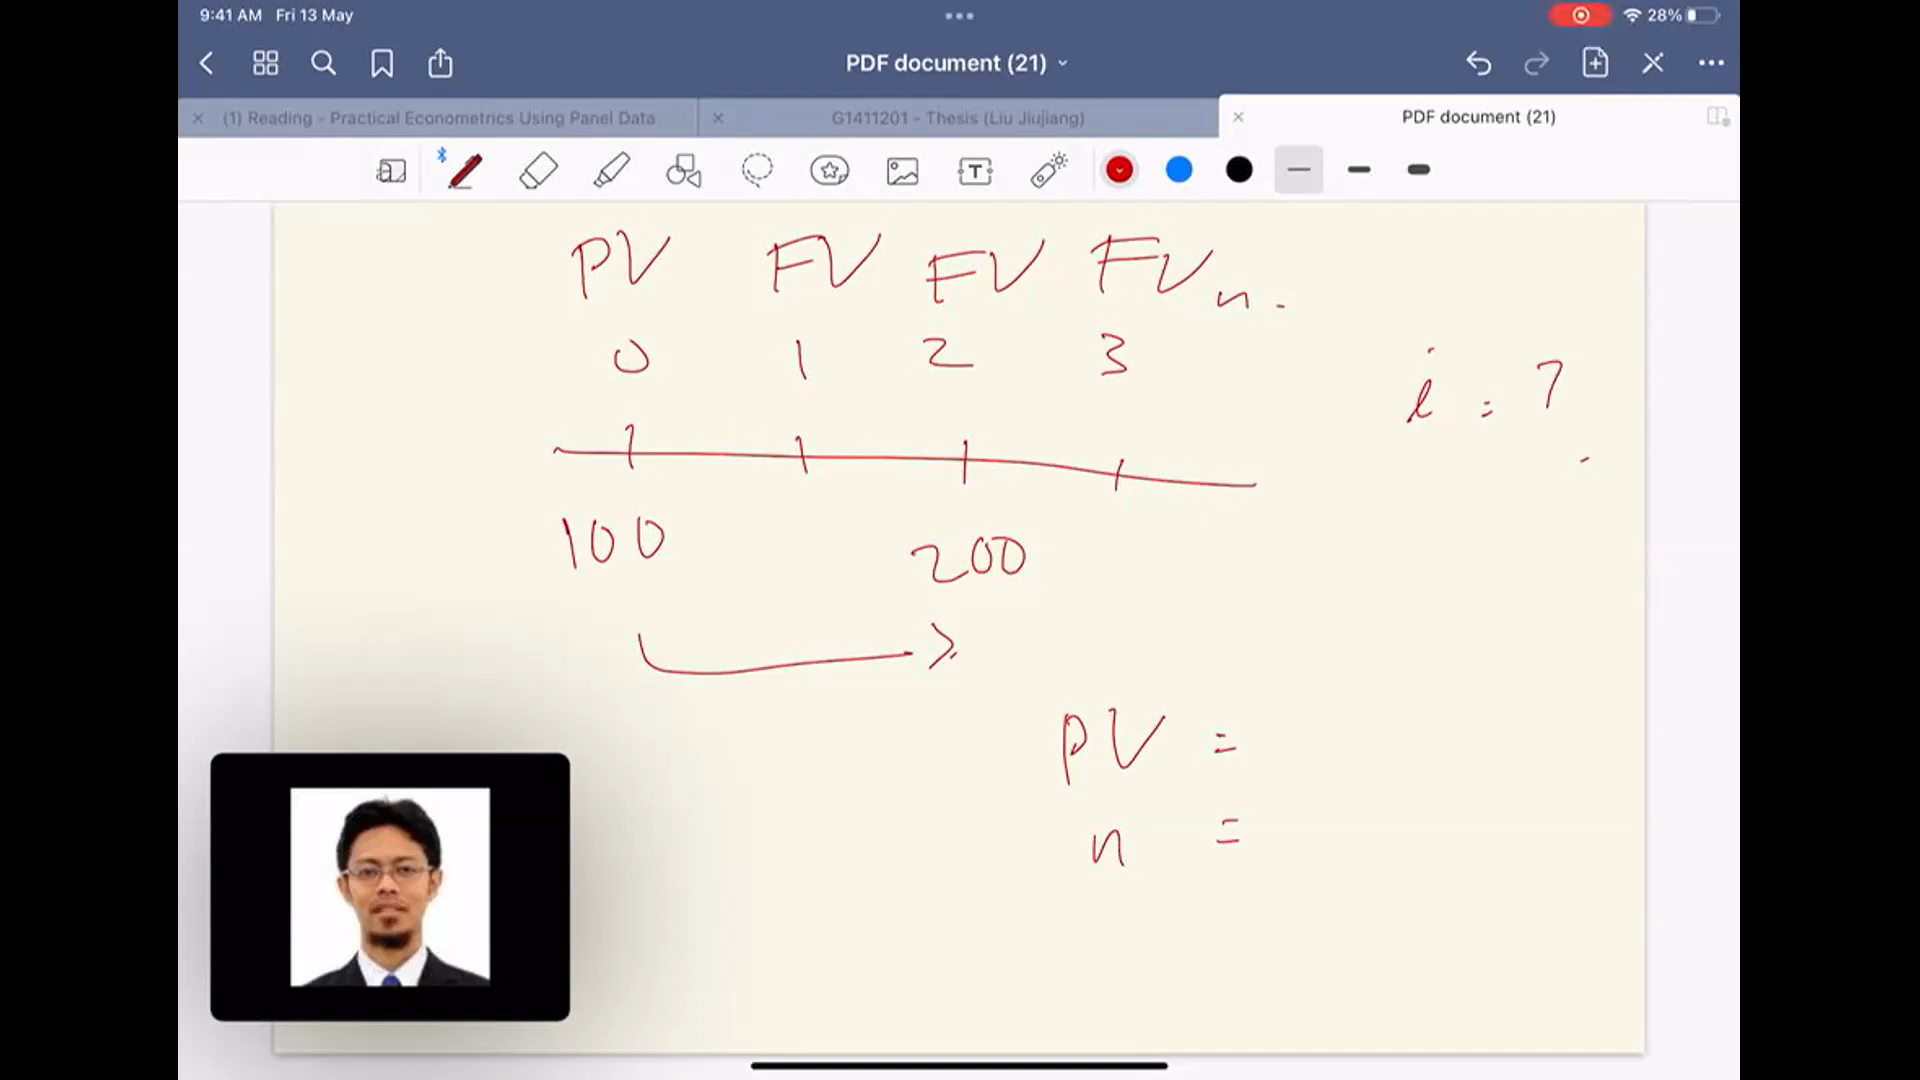 9:41 AM Fri 13 May
28%
PDF document (21)
(1) Reading - Practical Econometrics Using Panel Data
G1411201 - Thesis (Liu Jiujiang)
PDF document (21)
T
PV FV FV FVn.
0 1 2 3
i = ?
100 200
PV =
n =